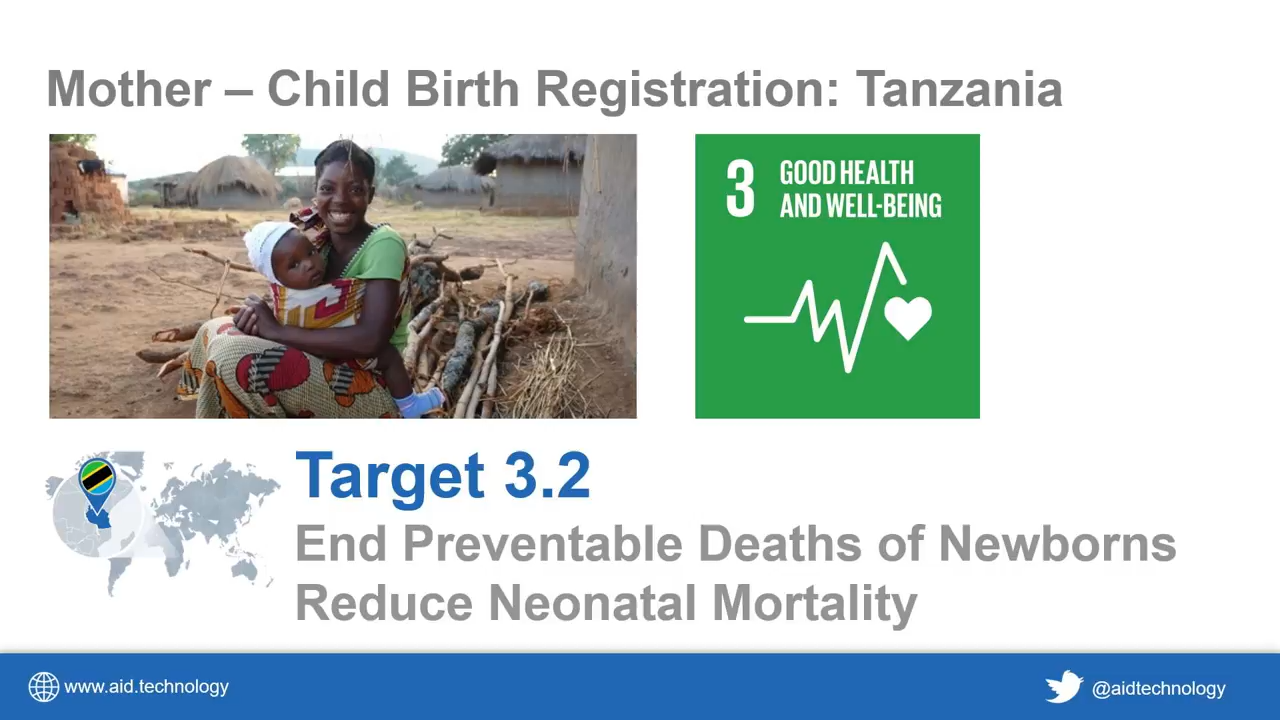 Mother – Child Birth Registration: Tanzania
3 GOOD HEALTH
AND WELL-BEING
Target 3.2
End Preventable Deaths of Newborns
Reduce Neonatal Mortality
www.aid.technology
@aidtechnology